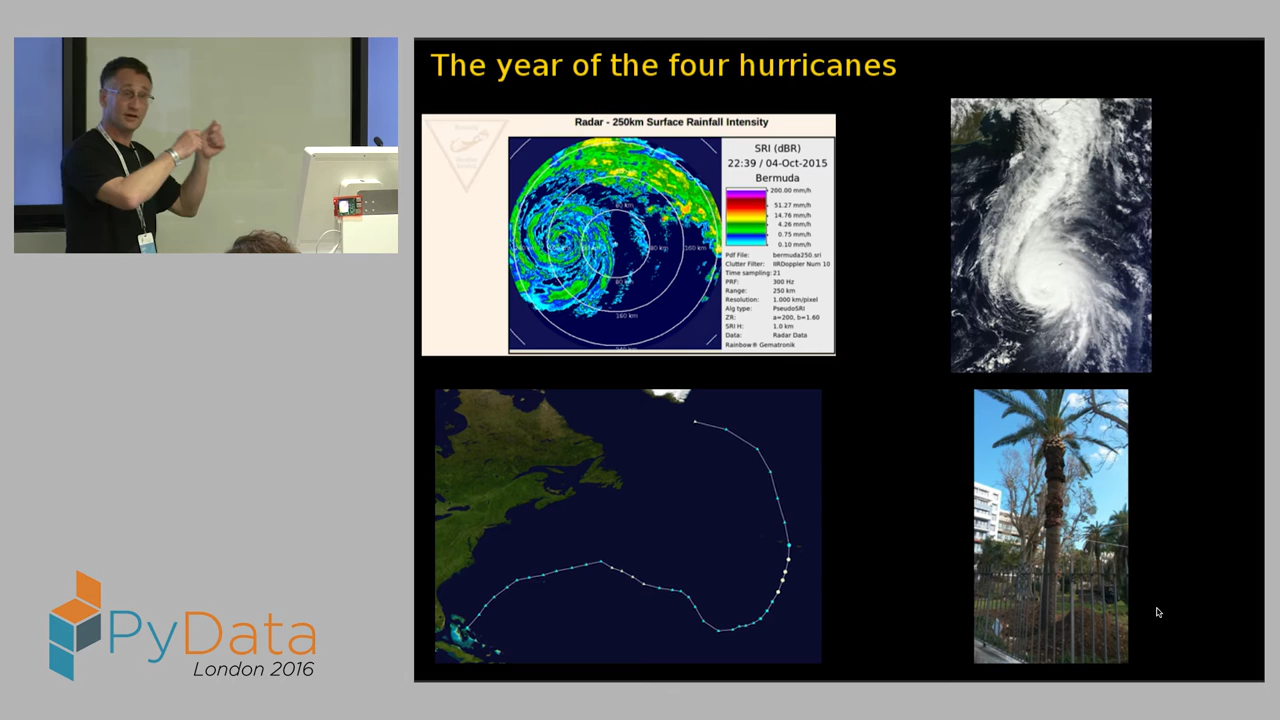 The year of the four hurricanes
Radar - 250km Surface Rainfall Intensity
SRI (dBR)
22:39 / 04-Oct-2015
Bermuda
200.00 mm/h
51.27 mm/h
14.76 mm/h
4.26 mm/h
0.75 mm/h
0.10 mm/h
Pdf File: bermuda250.sri
Clutter Filter: IIRDoppler Num 10
Time sampling: 21
PRF: 300 Hz
Range: 250 km
Resolution: 1.000 km/pixel
Alg type: PseudoSRI
ZR: a=200, b=1.60
SRI H: 1.0 km
Data: Radar Data
Rainbow® Gematronik
80 km
80 km
160 km
160 km
PyData
London 2016